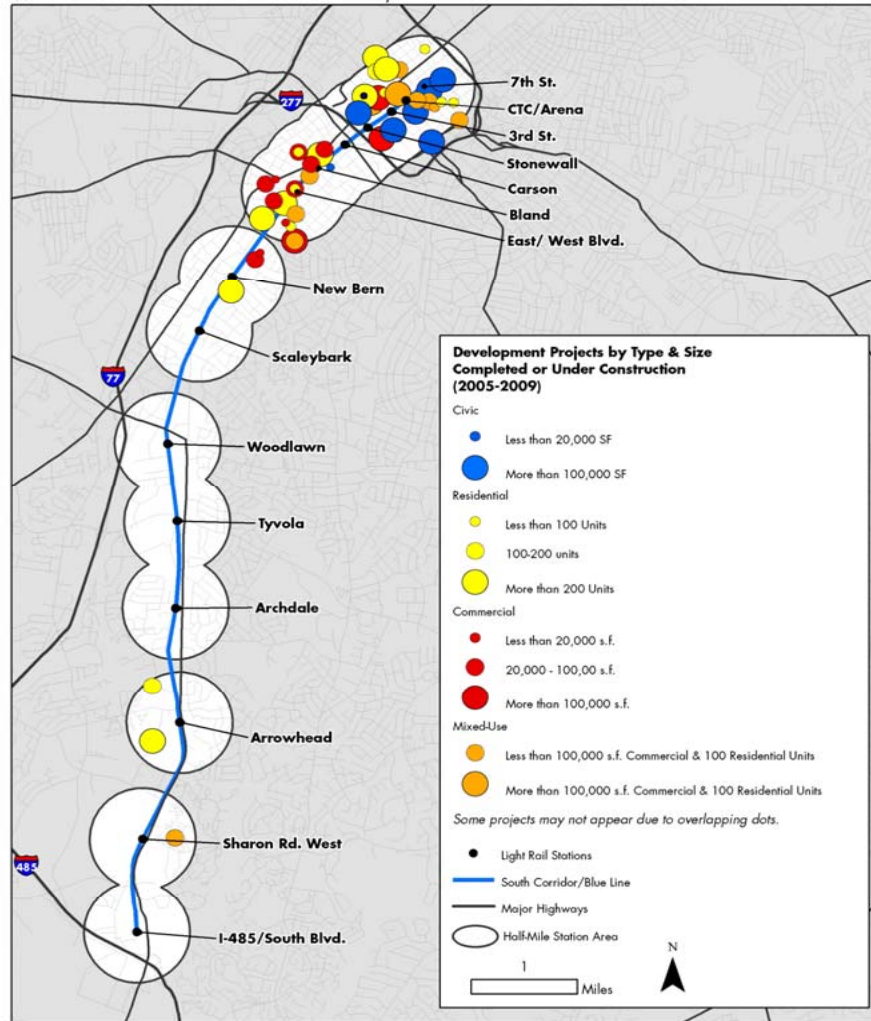 277
7th St.
CTC/Arena
3rd St.
Stonewall
Carson
Bland
East/ West Blvd.
New Bern
Scaleybark
77
Woodlawn
Tyvola
Archdale
Arrowhead
Sharon Rd. West
485
I-485/South Blvd.
Development Projects by Type & Size
Completed or Under Construction
(2005-2009)
Civic
Less than 20,000 SF
More than 100,000 SF
Residential
Less than 100 Units
100-200 units
More than 200 Units
Commercial
Less than 20,000 s.f.
20,000 - 100,00 s.f.
More than 100,000 s.f.
Mixed-Use
Less than 100,000 s.f. Commercial & 100 Residential Units
More than 100,000 s.f. Commercial & 100 Residential Units
Some projects may not appear due to overlapping dots.
Light Rail Stations
South Corridor/Blue Line
Major Highways
Half-Mile Station Area
N
1
Miles